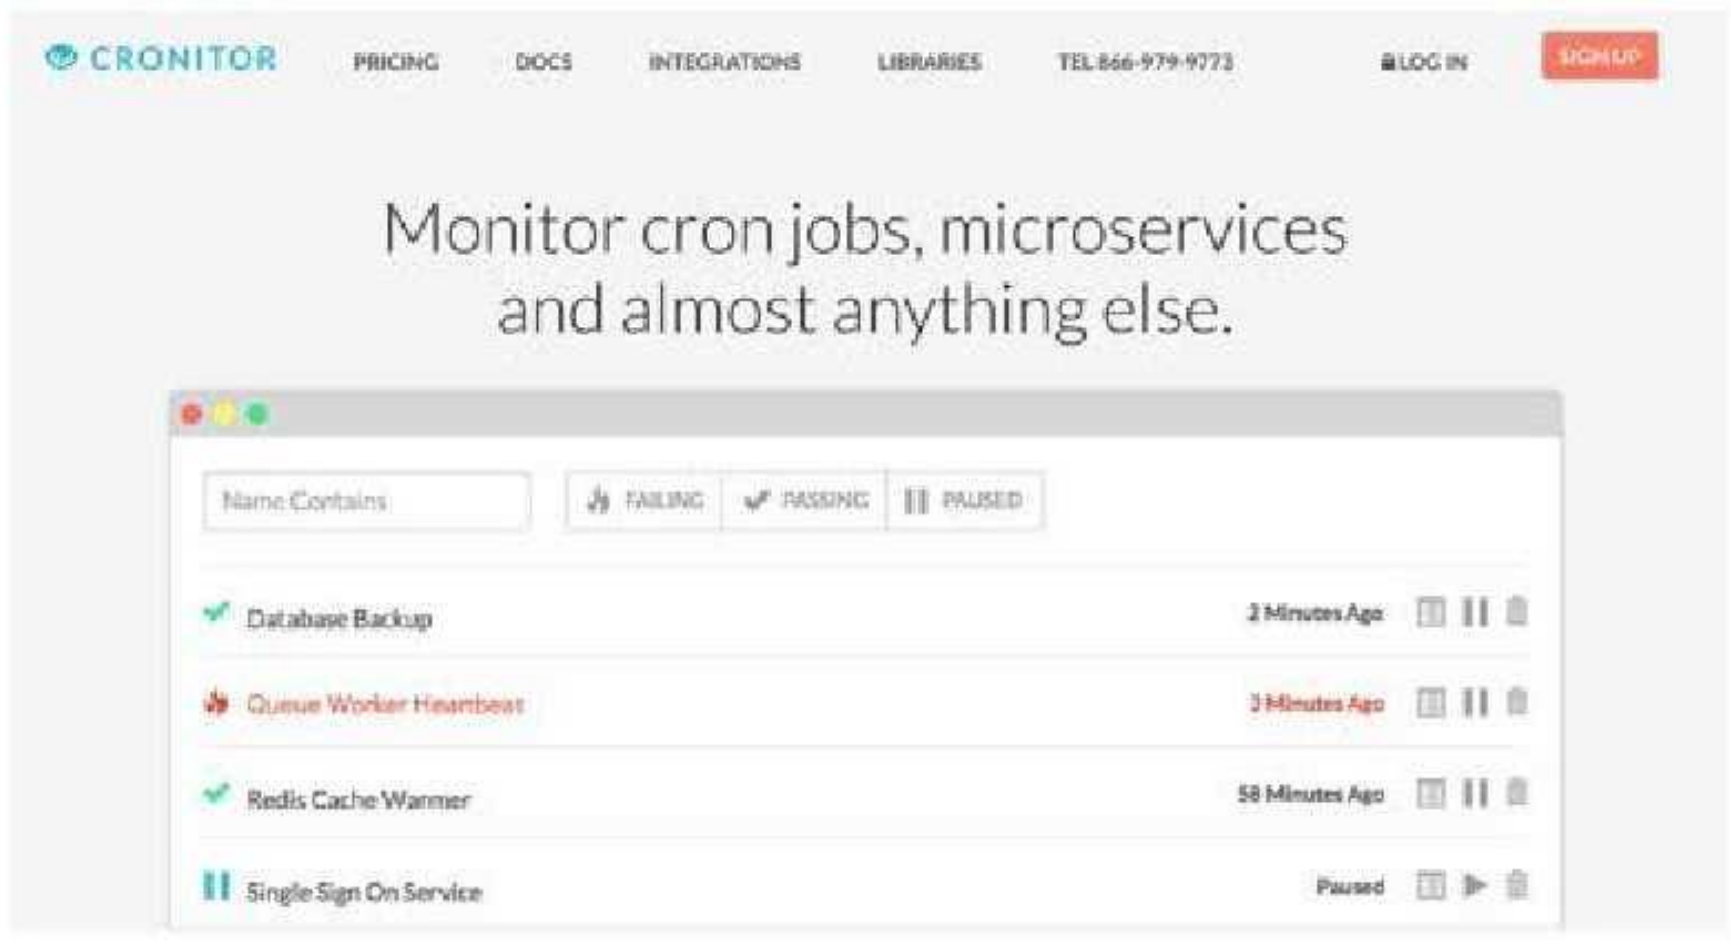 CRONITOR PRICING DOCS INTEGRATIONS LIBRARIES TEL 866-979-9773 LOG IN SIGN UP
Monitor cron jobs, microservices
and almost anything else.
Name Contains FAILING PASSING PAUSED
Database Backup 2 Minutes Ago
Queue Worker Heartbeat Minutes Ago
Redis Cache Warmer 58 Minutes Ago
Single Sign On Service Paused